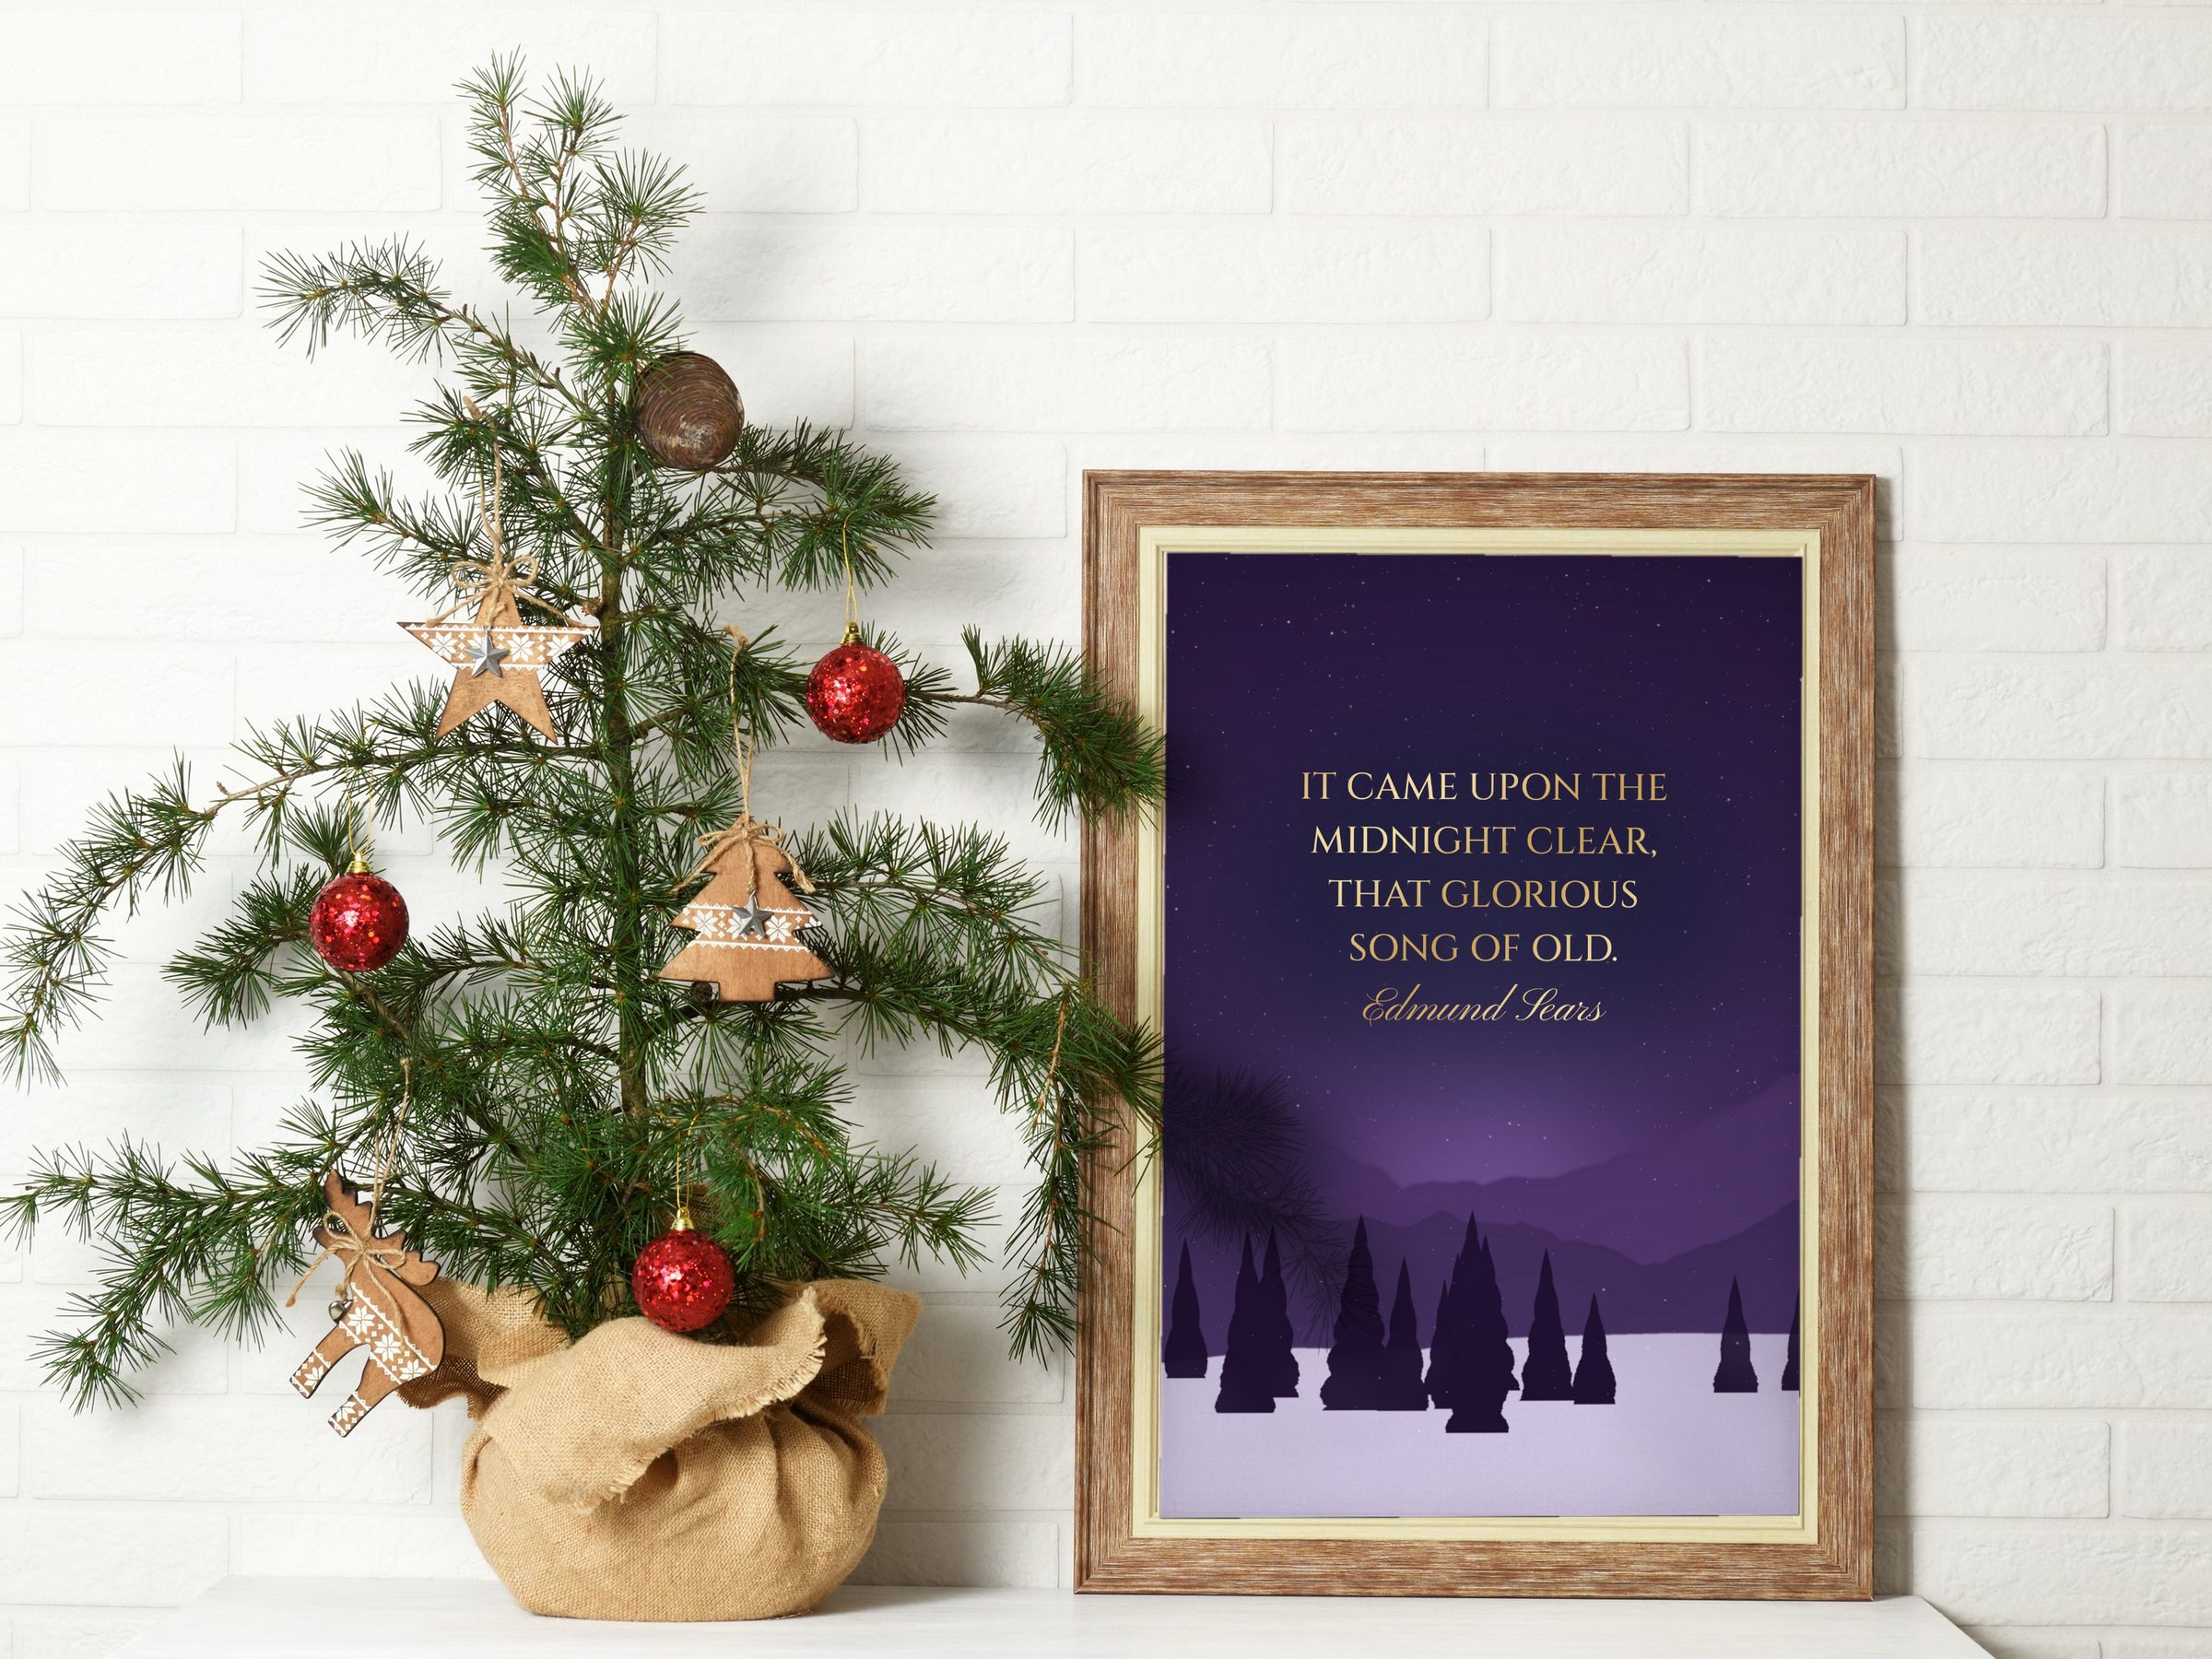 IT CAME UPON THE
MIDNIGHT CLEAR,
THAT GLORIOUS
SONG OF OLD.
Edmund Sears